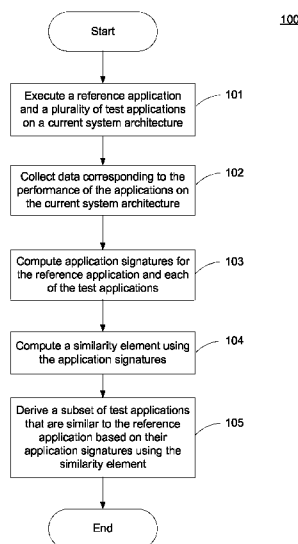 100
Start
Execute a reference application
and a plurality of test applications
on a current system architecture
101
Collect data corresponding to the
performance of the applications on
the current system architecture
102
Compute application signatures for
the reference application and each
of the test applications
103
Compute a similarity element using
the application signatures
104
Derive a subset of test applications
that are similar to the reference
application based on their
application signatures using the
similarity element
105
End